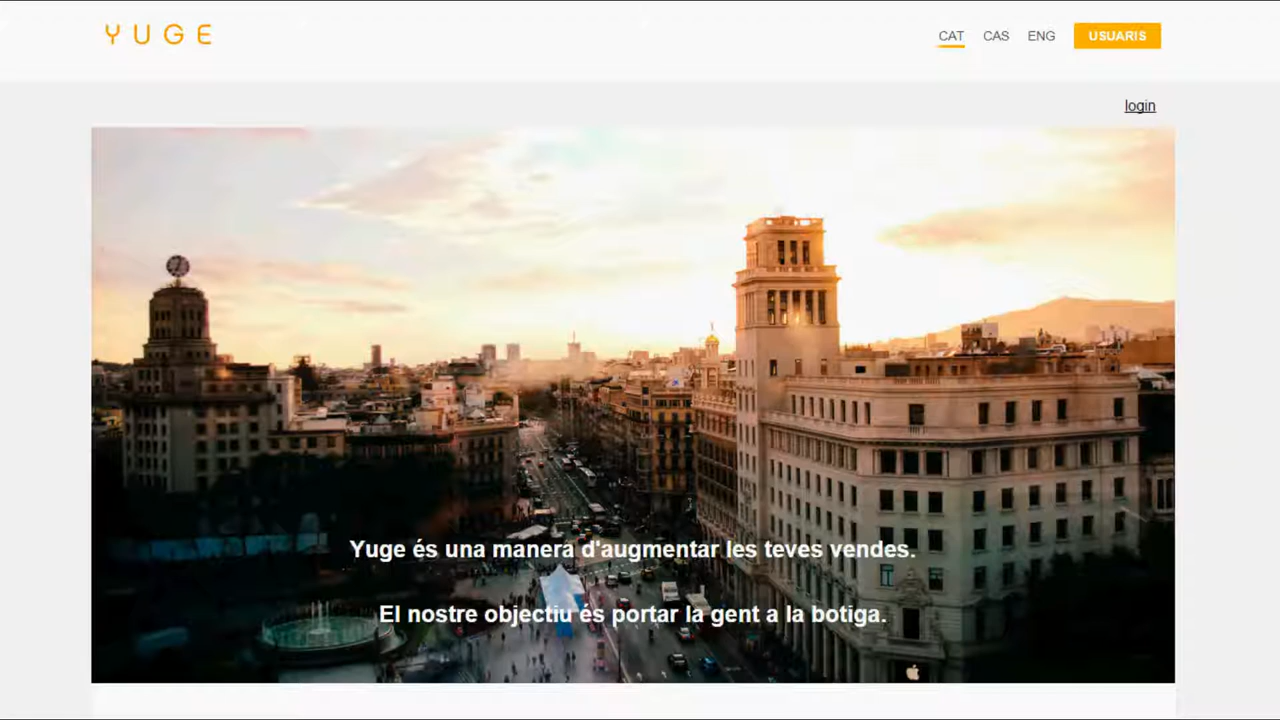 YUGE
CAT CAS ENG USUARIS
login
Yuge és una manera d'augmentar les teves vendes.
El nostre objectiu és portar la gent a la botiga.